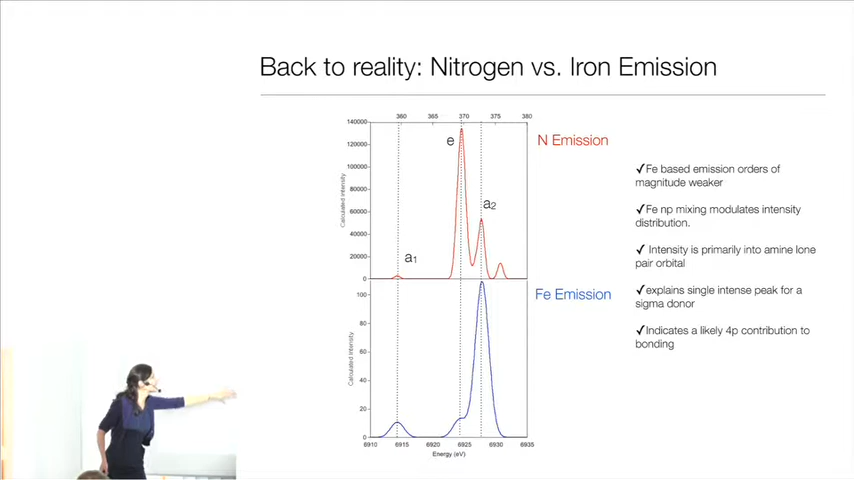 Back to reality: Nitrogen vs. Iron Emission
360 365 370 375 380
140000
120000
100000
80000
60000
40000
20000
0
Calculated Intensity
e
a2
a1
N Emission
Fe Emission
100
80
60
40
20
0
Calculated Intensity
6910 6915 6920 6925 6930 6935
Energy (eV)
✓Fe based emission orders of
magnitude weaker
✓Fe np mixing modulates intensity
distribution.
✓ Intensity is primarily into amine lone
pair orbital
✓explains single intense peak for a
sigma donor
✓Indicates a likely 4p contribution to
bonding